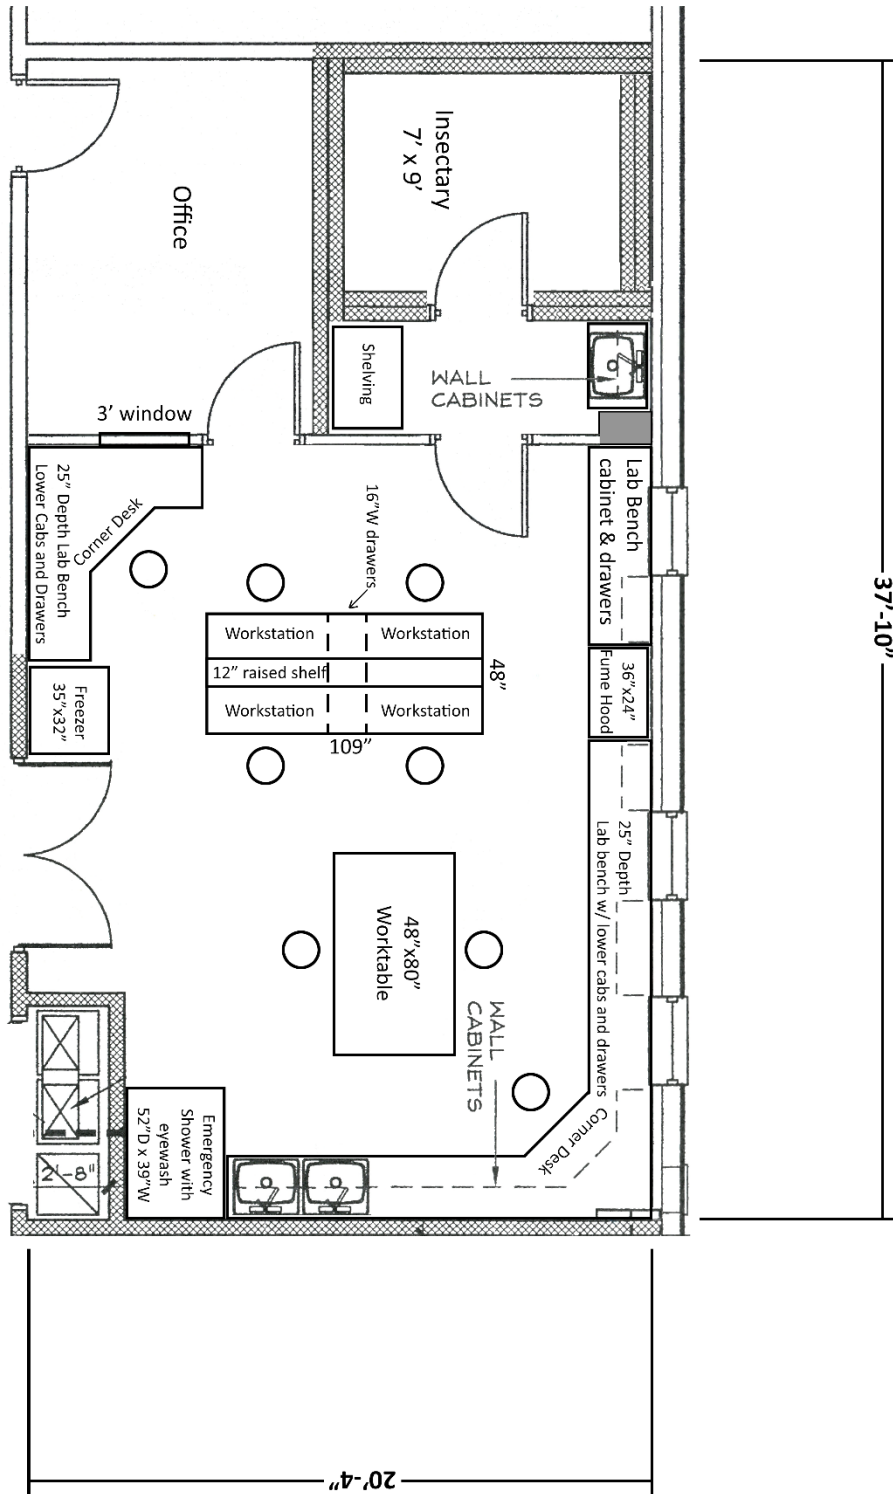 Insectary
7' x 9'
Office
Shelving
WALL
CABINETS
3' window
25" Depth Lab Bench
Lower Cabs and Drawers
Corner Desk
16"W drawers
Lab Bench
cabinet & drawers
Workstation
Workstation
12" raised shelf
Workstation
Workstation
48"
109"
36"x24"
Fume Hood
Freezer
35"x32"
37'-10"
25" Depth
Lab bench w/ lower cabs and drawers
48"x80"
Worktable
WALL
CABINETS
Corner Desk
Emergency
Shower with
eyewash
52"D x 39"W
2'-8"
20'-4"